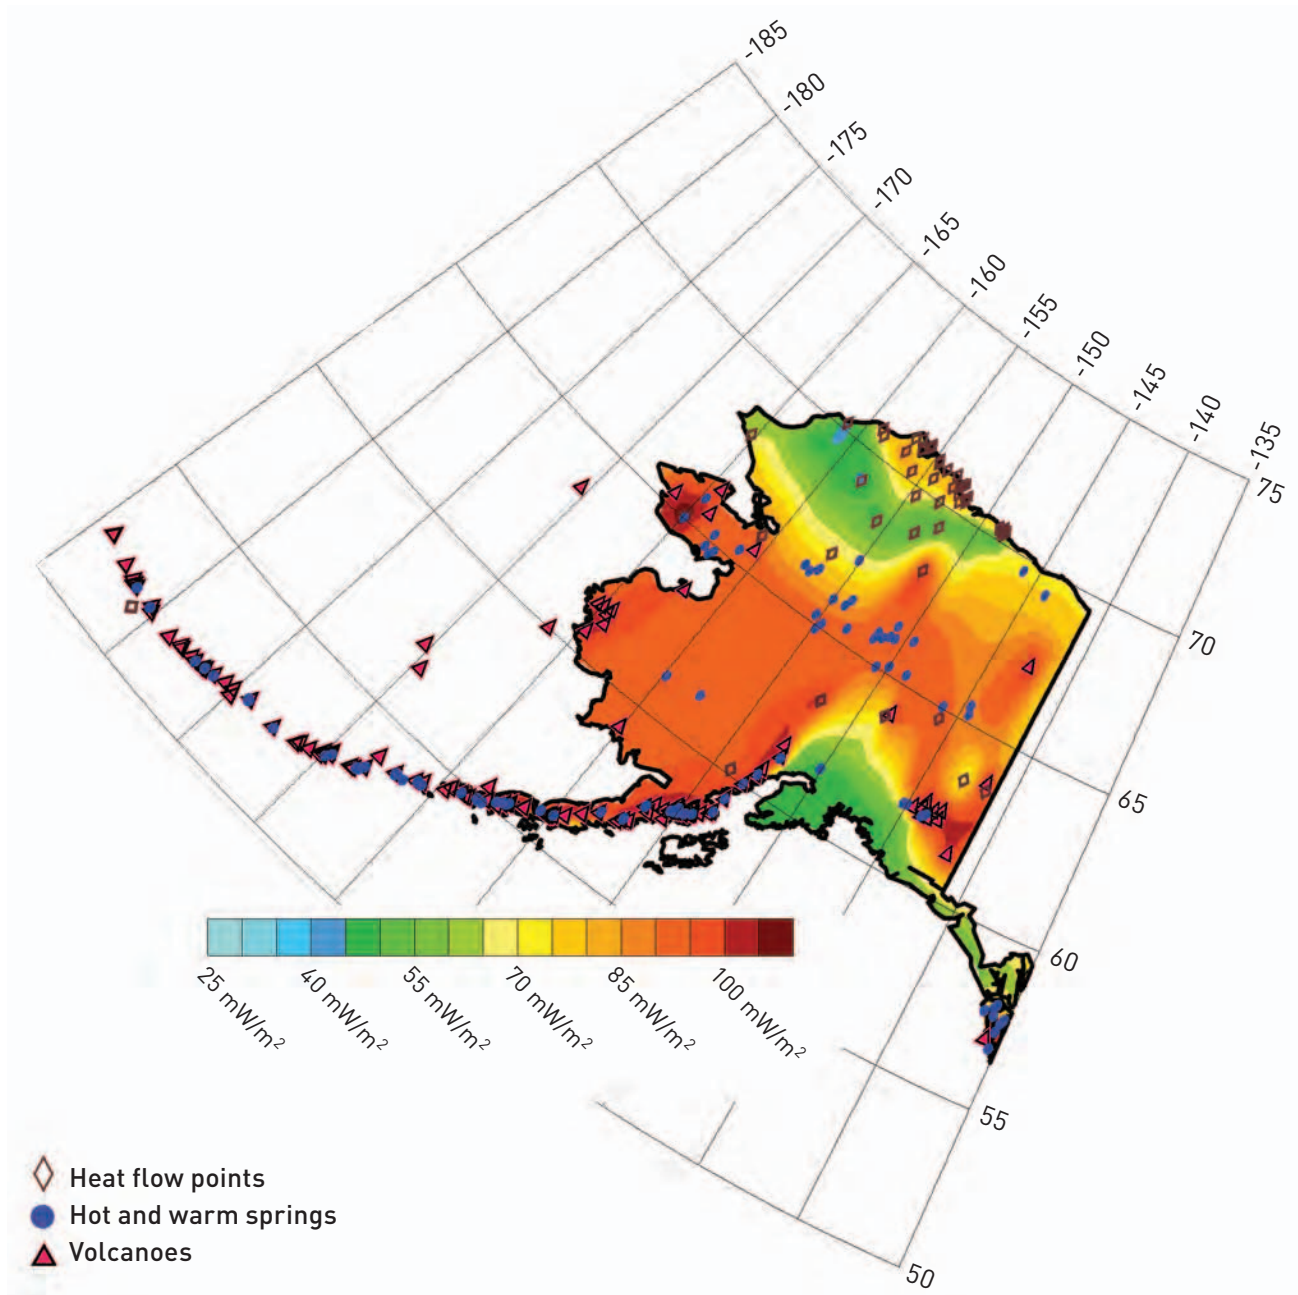 -185
-180
-175
-170
-165
-160
-155
-150
-145
-140
-135
75
70
65
60
55
50
25 mW/m²
40 mW/m²
55 mW/m²
70 mW/m²
85 mW/m²
100 mW/m²
Heat flow points
Hot and warm springs
Volcanoes